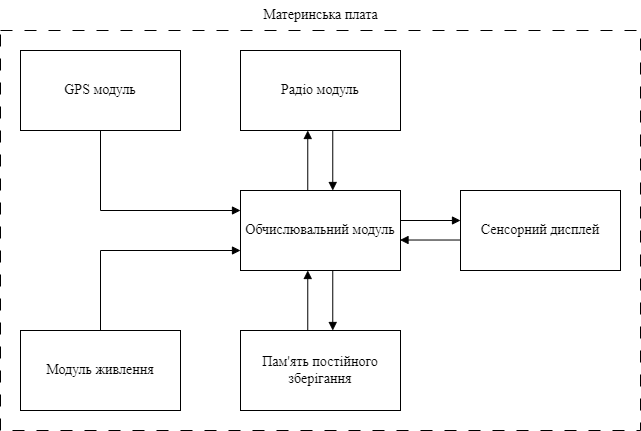 Материнська плата
GPS модуль
Радіо модуль
Обчислювальний модуль
Сенсорний дисплей
Модуль живлення
Пам'ять постійного
зберігання